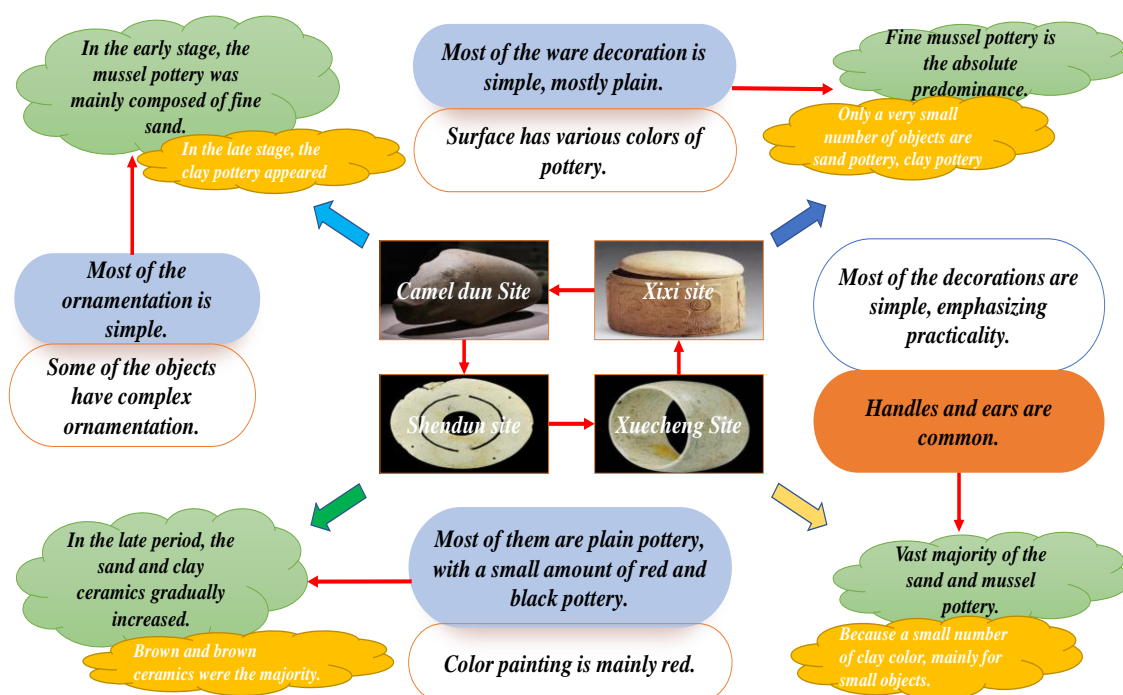 In the early stage, the
mussel pottery was
mainly composed of fine
sand.
In the late stage, the
clay pottery appeared
Most of the ware decoration is
simple, mostly plain.
Surface has various colors of
pottery.
Fine mussel pottery is
the absolute
predominance.
Only a very small
number of objects are
sand pottery, clay pottery
Most of the
ornamentation is
simple.
Some of the objects
have complex
ornamentation.
Camel dun Site
Xixi site
Shendun site
Xuecheng Site
Most of the decorations are
simple, emphasizing
practicality.
Handles and ears are
common.
In the late period, the
sand and clay
ceramics gradually
increased.
Brown and brown
ceramics were the majority.
Most of them are plain pottery,
with a small amount of red and
black pottery.
Color painting is mainly red.
Vast majority of the
sand and mussel
pottery.
Because a small number
of clay color, mainly for
small objects.